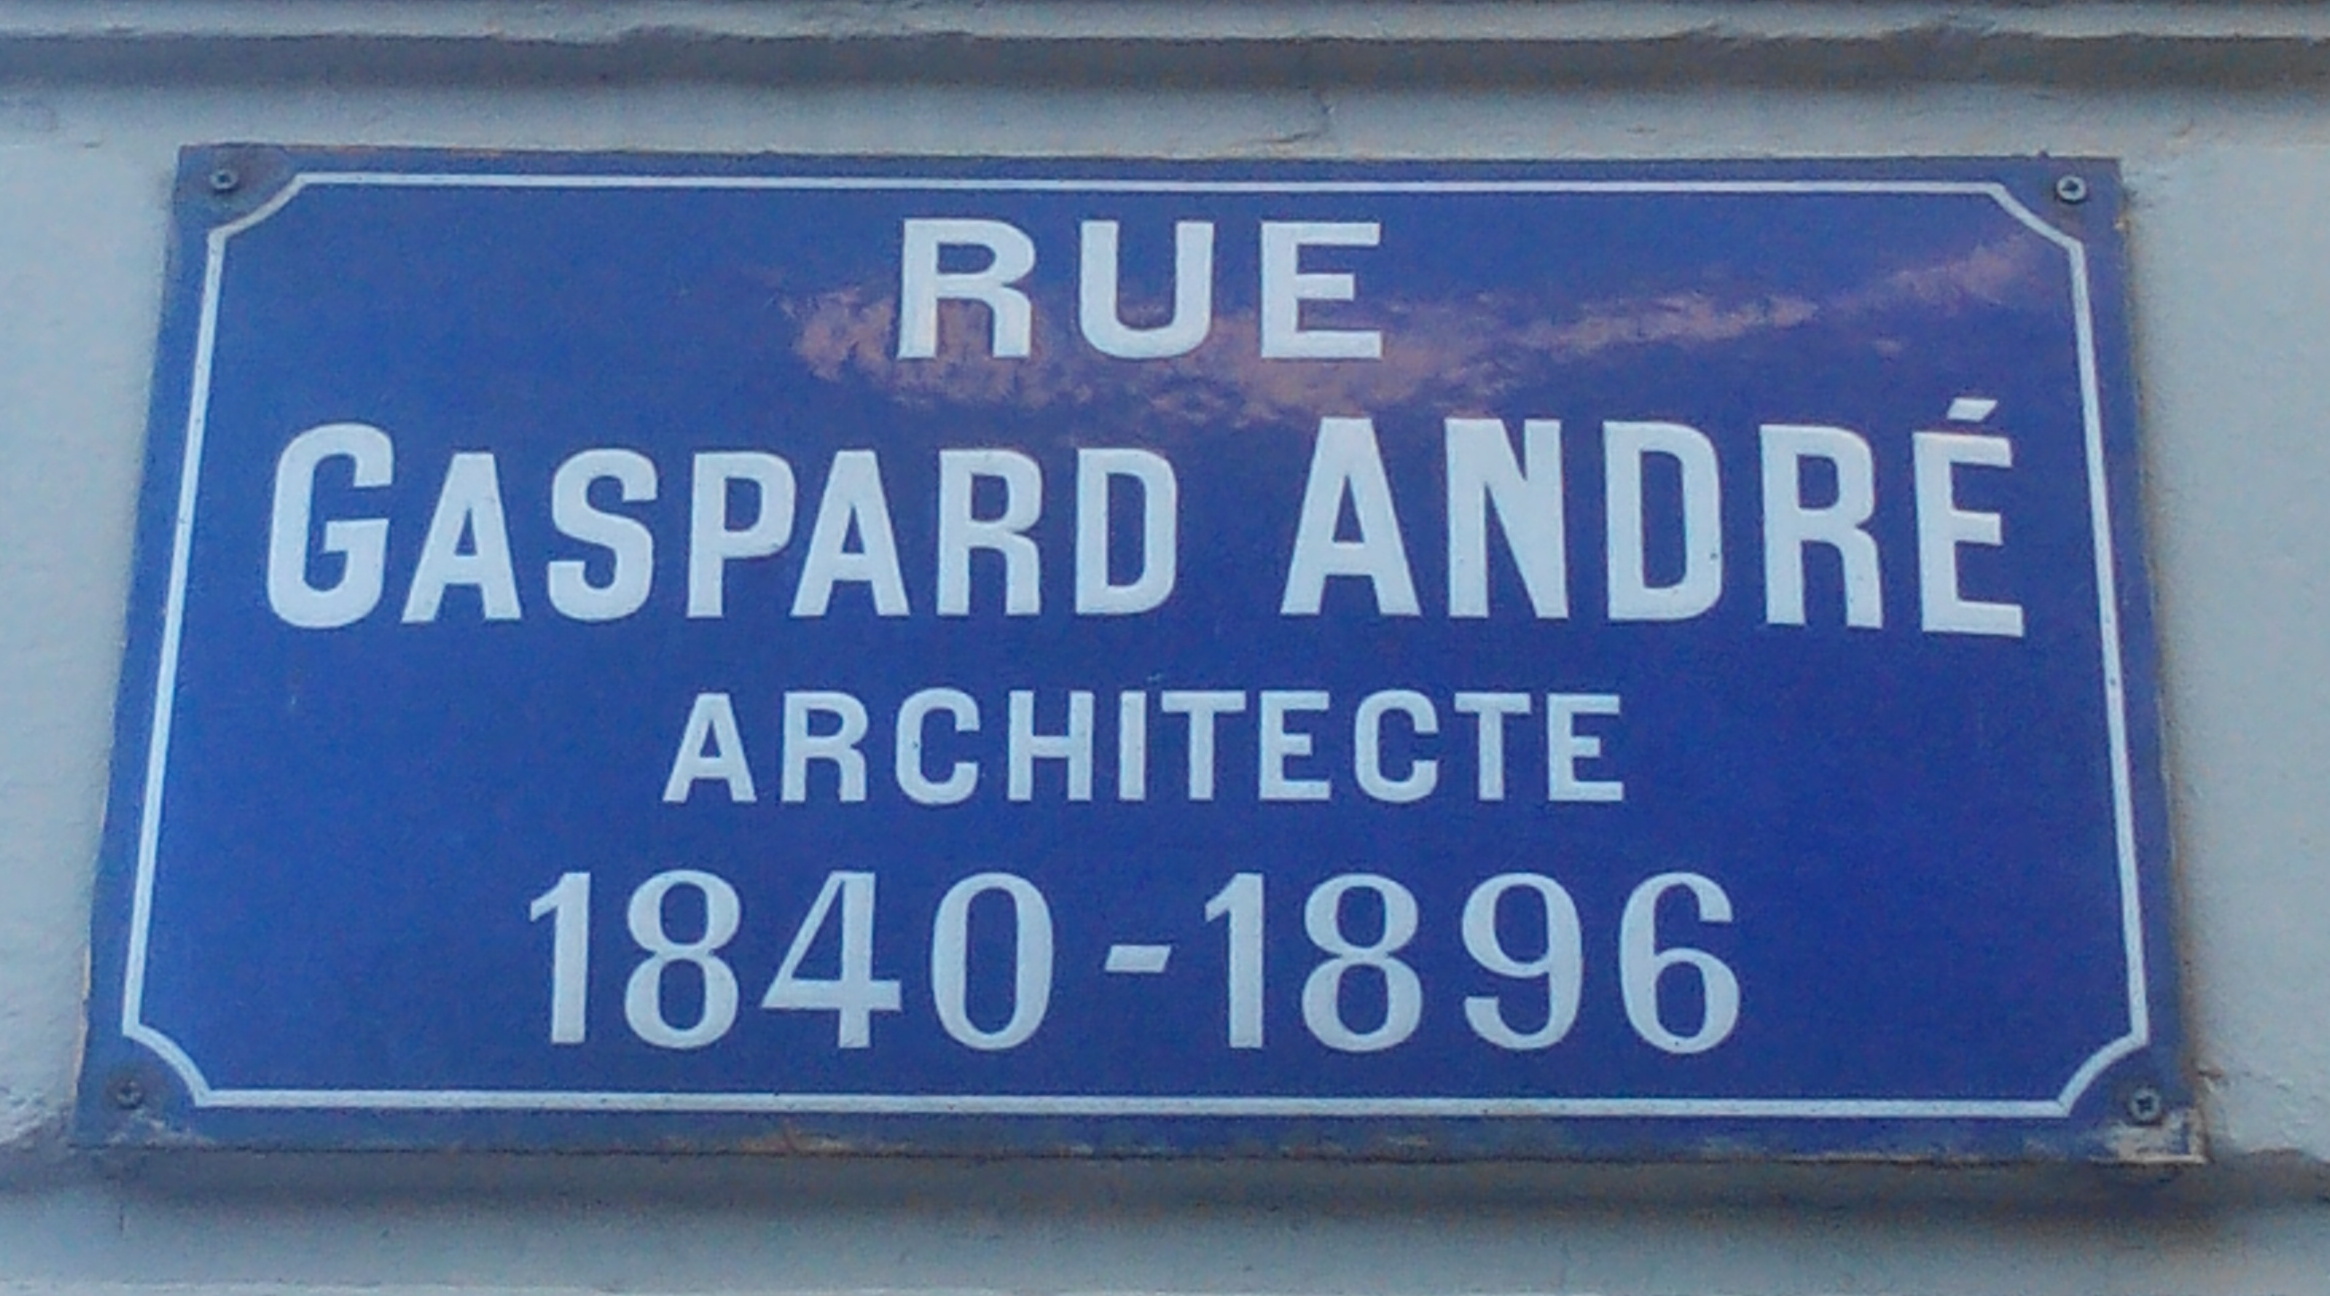 RUE
GASPARD ANDRÉ
ARCHITECTE
1840-1896